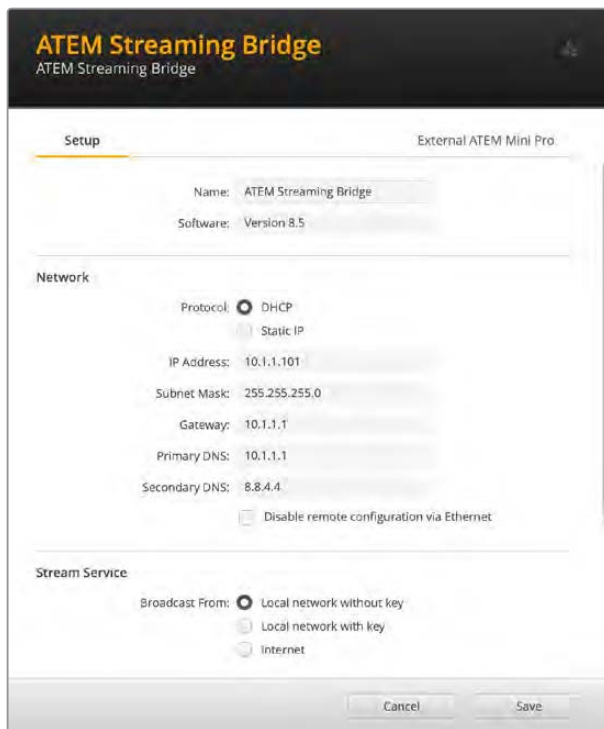 ATEM Streaming Bridge
ATEM Streaming Bridge
Setup External ATEM Mini Pro
Name: ATEM Streaming Bridge
Software: Version 8.5
Network
Protocol: DHCP
Static IP
IP Address: 10.1.1.101
Subnet Mask: 255.255.255.0
Gateway: 10.1.1.1
Primary DNS: 10.1.1.1
Secondary DNS: 8.8.4.4
Disable remote configuration via Ethernet
Stream Service
Broadcast From: Local network without key
Local network with key
Internet
Cancel Save